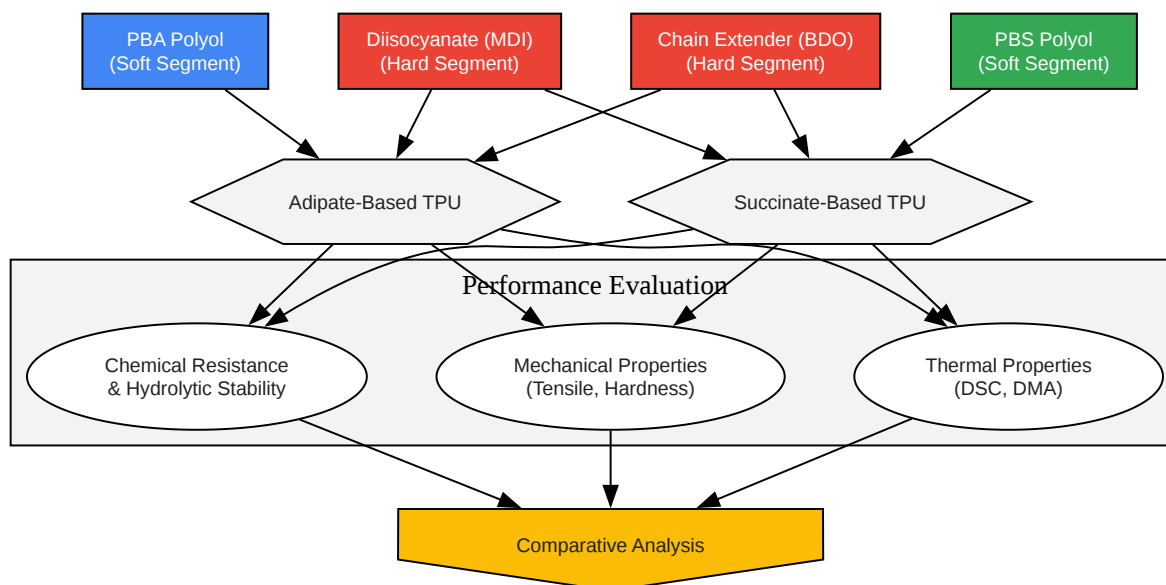 PBA Polyol
(Soft Segment)
Diisocyanate (MDI)
(Hard Segment)
Chain Extender (BDO)
(Hard Segment)
PBS Polyol
(Soft Segment)
Adipate-Based TPU
Succinate-Based TPU
Performance Evaluation
Chemical Resistance
& Hydrolytic Stability
Mechanical Properties
(Tensile, Hardness)
Thermal Properties
(DSC, DMA)
Comparative Analysis